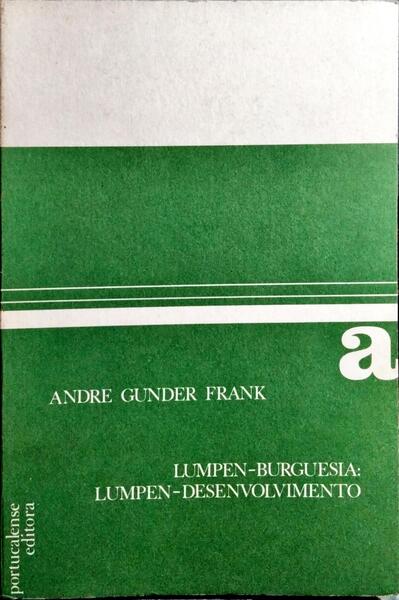 a
ANDRE GUNDER FRANK
LUMPEN-BURGUESIA:
LUMPEN-DESENVOLVIMENTO
portucalense
editora